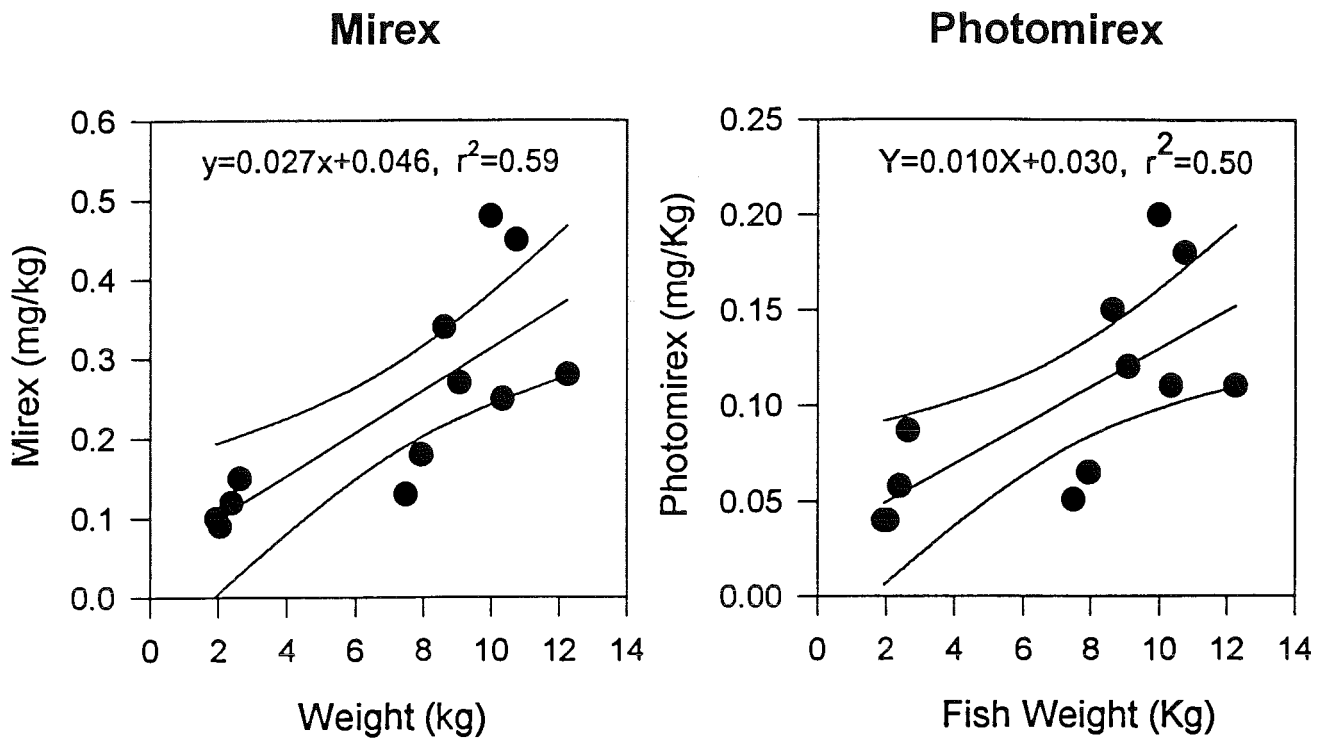 Mirex
0.6
0.5
0.4
0.3
0.2
0.1
0.0
y=0.027x+0.046, r²=0.59
Mirex (mg/kg)
0 2 4 6 8 10 12 14
Weight (kg)
Photomirex
0.25
0.20
0.15
0.10
0.05
0.00
Y=0.010X+0.030, r²=0.50
Photomirex (mg/Kg)
0 2 4 6 8 10 12 14
Fish Weight (Kg)